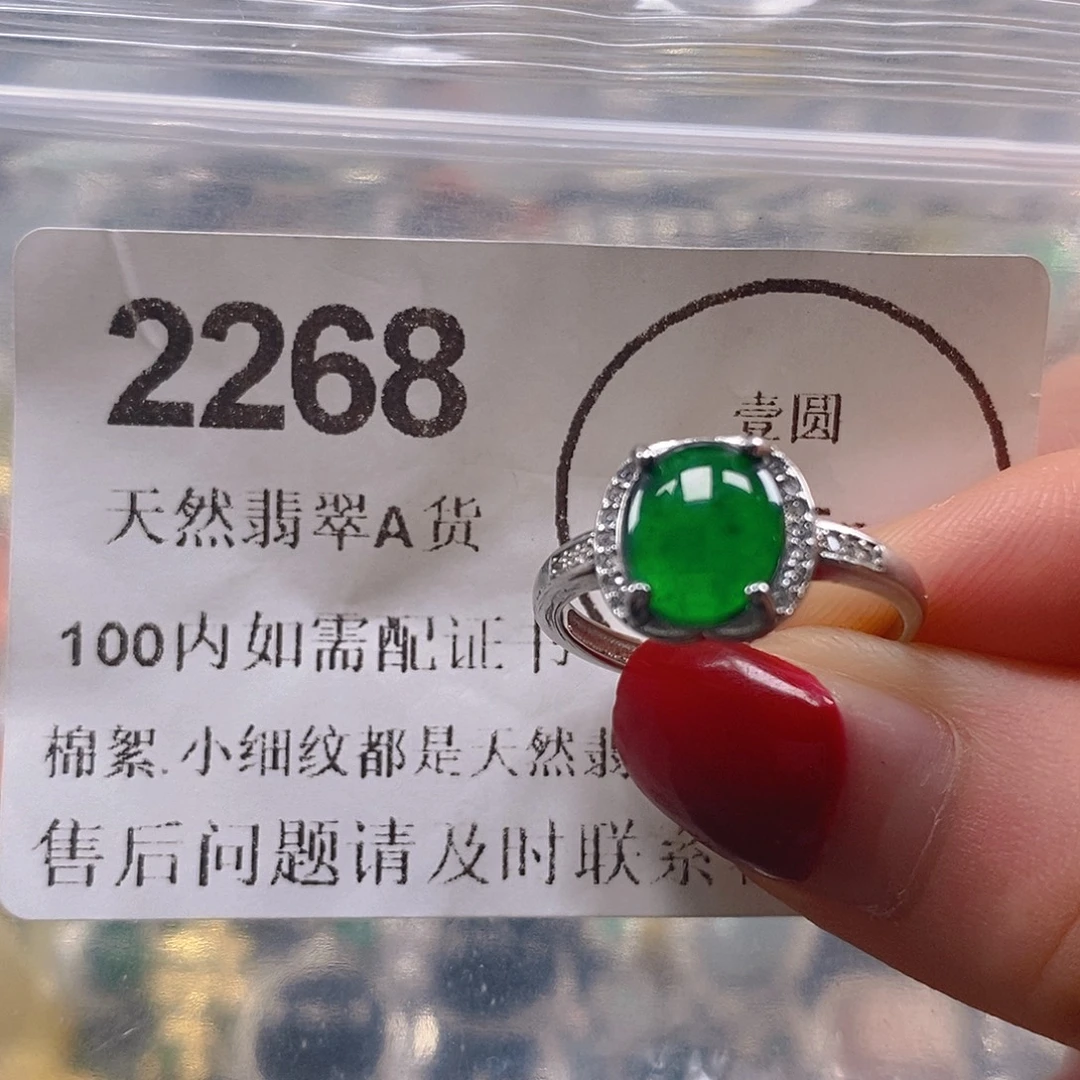 2268
壹圆
天然翡翠A货
100内如需配证书
棉絮.小细纹都是天然翡
售后问题请及时联系